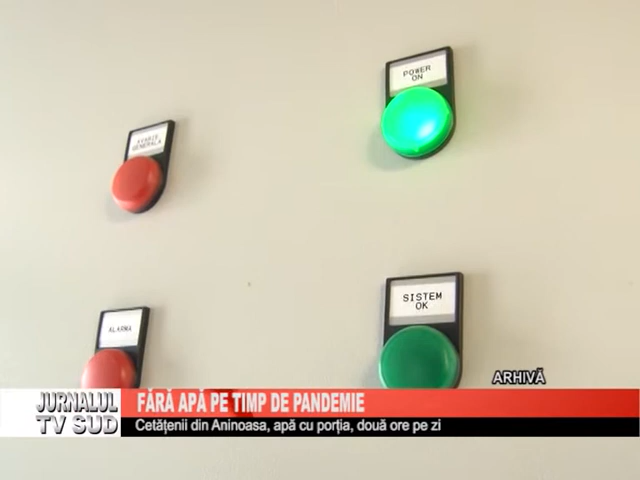 POWER
ON
AVARIE
GENERALA
SISTEM
OK
ALARMA
ARHIVĂ
JURNALUL
TV SUD
FĂRĂ APĂ PE TIMP DE PANDEMIE
Cetățenii din Aninoasa, apă cu porția, două ore pe zi